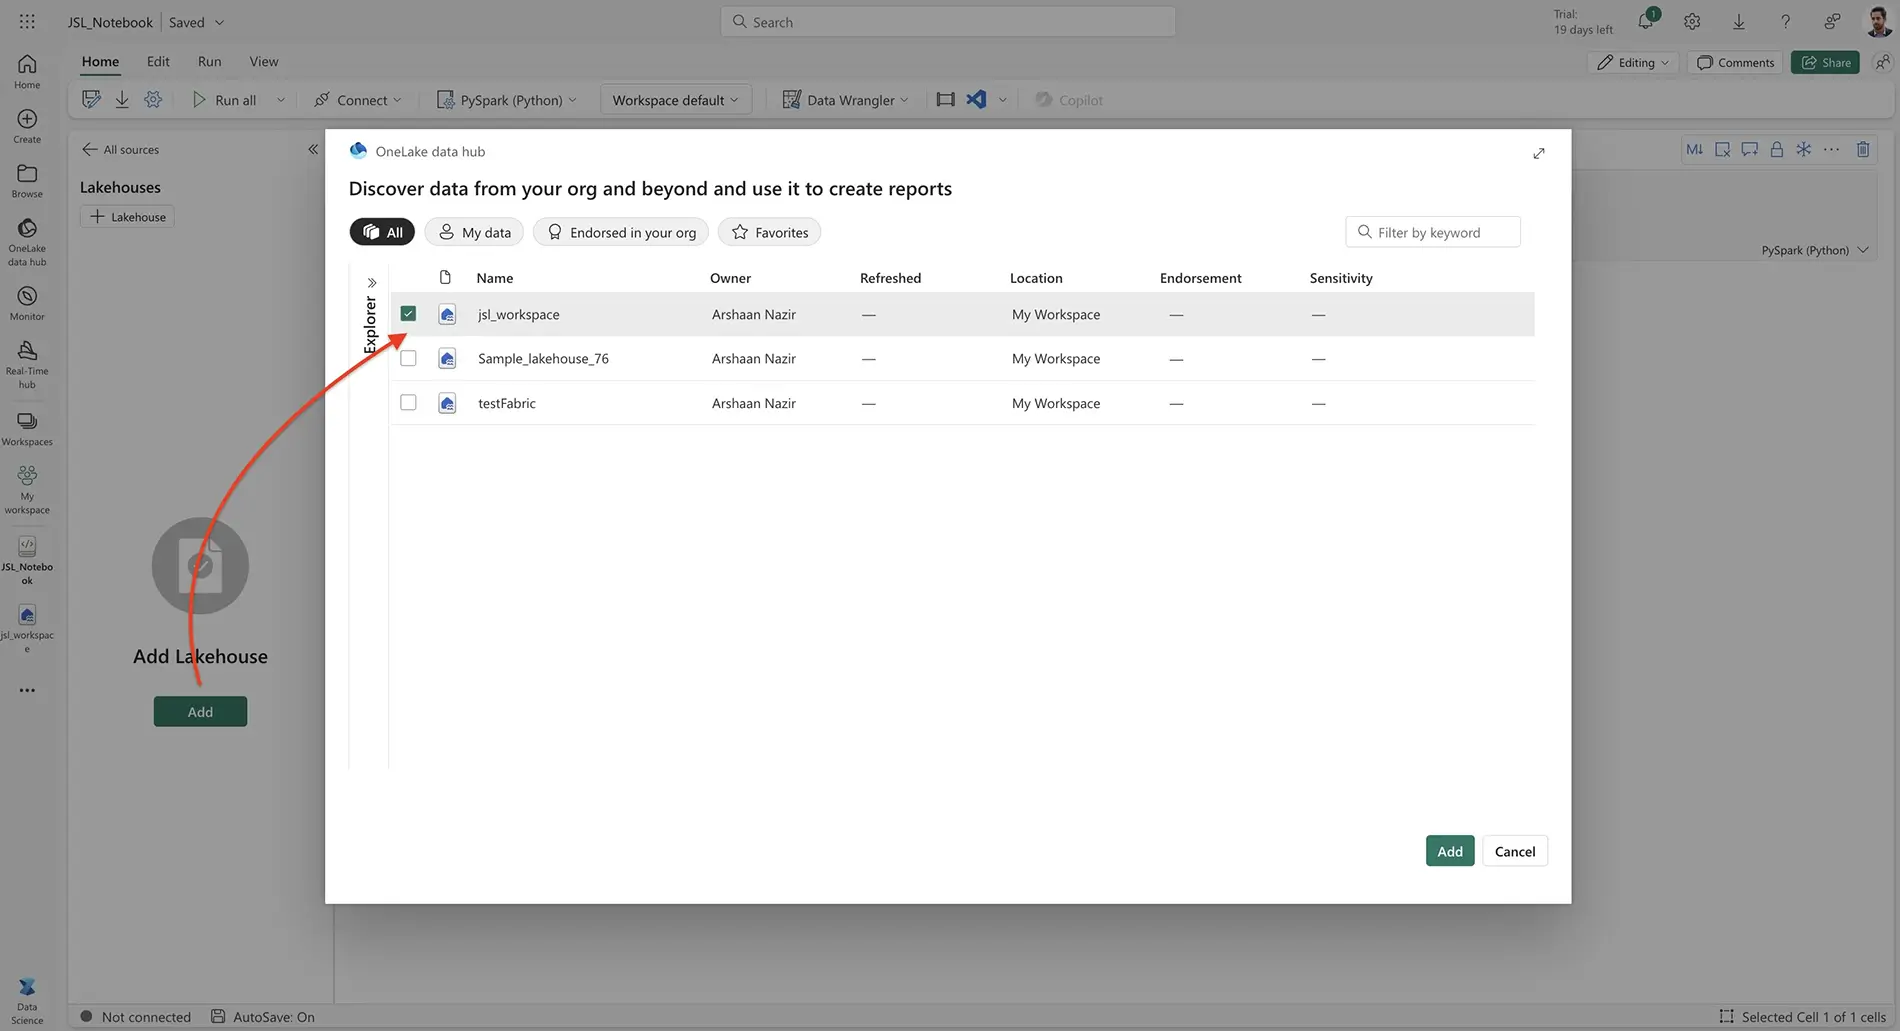 JSL_Notebook
Saved
Search
Trial:
19 days left
1
Home
Edit
Run
View
Editing
Comments
Share
Run all
Connect
PySpark (Python)
Workspace default
Data Wrangler
Copilot
Home
Create
Browse
OneLake
data hub
Monitor
Real-Time
hub
Workspaces
My
workspace
JSL_Notebo
ok
jsl_workspac
e
Data
Science
All sources
Lakehouses
Lakehouse
Add Lakehouse
Add
OneLake data hub
Discover data from your org and beyond and use it to create reports
All
My data
Endorsed in your org
Favorites
Filter by keyword
Explorer
Name Owner Refreshed Location Endorsement Sensitivity
jsl_workspace Arshaan Nazir — My Workspace — —
Sample_lakehouse_76 Arshaan Nazir — My Workspace — —
testFabric Arshaan Nazir — My Workspace — —
Add
Cancel
PySpark (Python)
Not connected
AutoSave: On
Selected Cell 1 of 1 cells